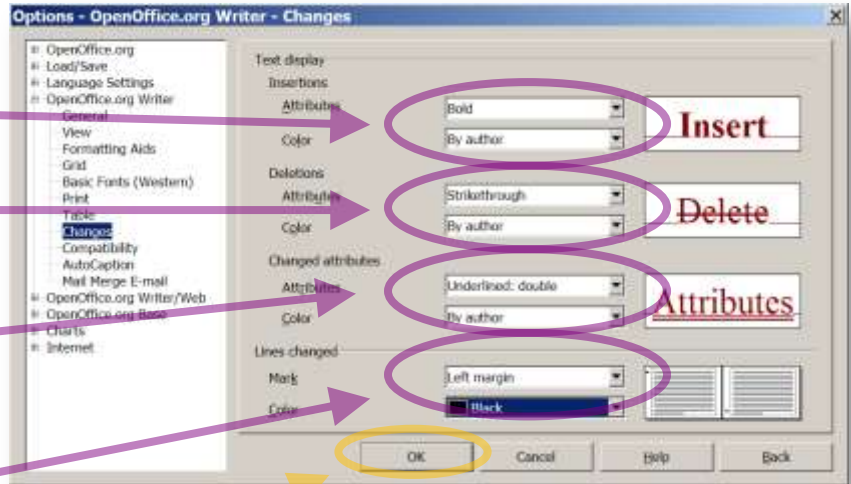 Options - OpenOffice.org Writer - Changes
OpenOffice.org
Load/Save
Language Settings
OpenOffice.org Writer
General
View
Formatting Aids
Grid
Basic Fonts (Western)
Print
Table
Changes
Compatibility
AutoCaption
Mail Merge E-mail
OpenOffice.org Writer/Web
OpenOffice.org Base
Charts
Internet
Text display
Insertions
Attributes Bold
Color By author
Insert
Deletions
Attributes Strikethrough
Color By author
Delete
Changed attributes
Attributes Underlined: double
Color By author
Attributes
Lines changed
Mark Left margin
Color Black
OK Cancel Help Back